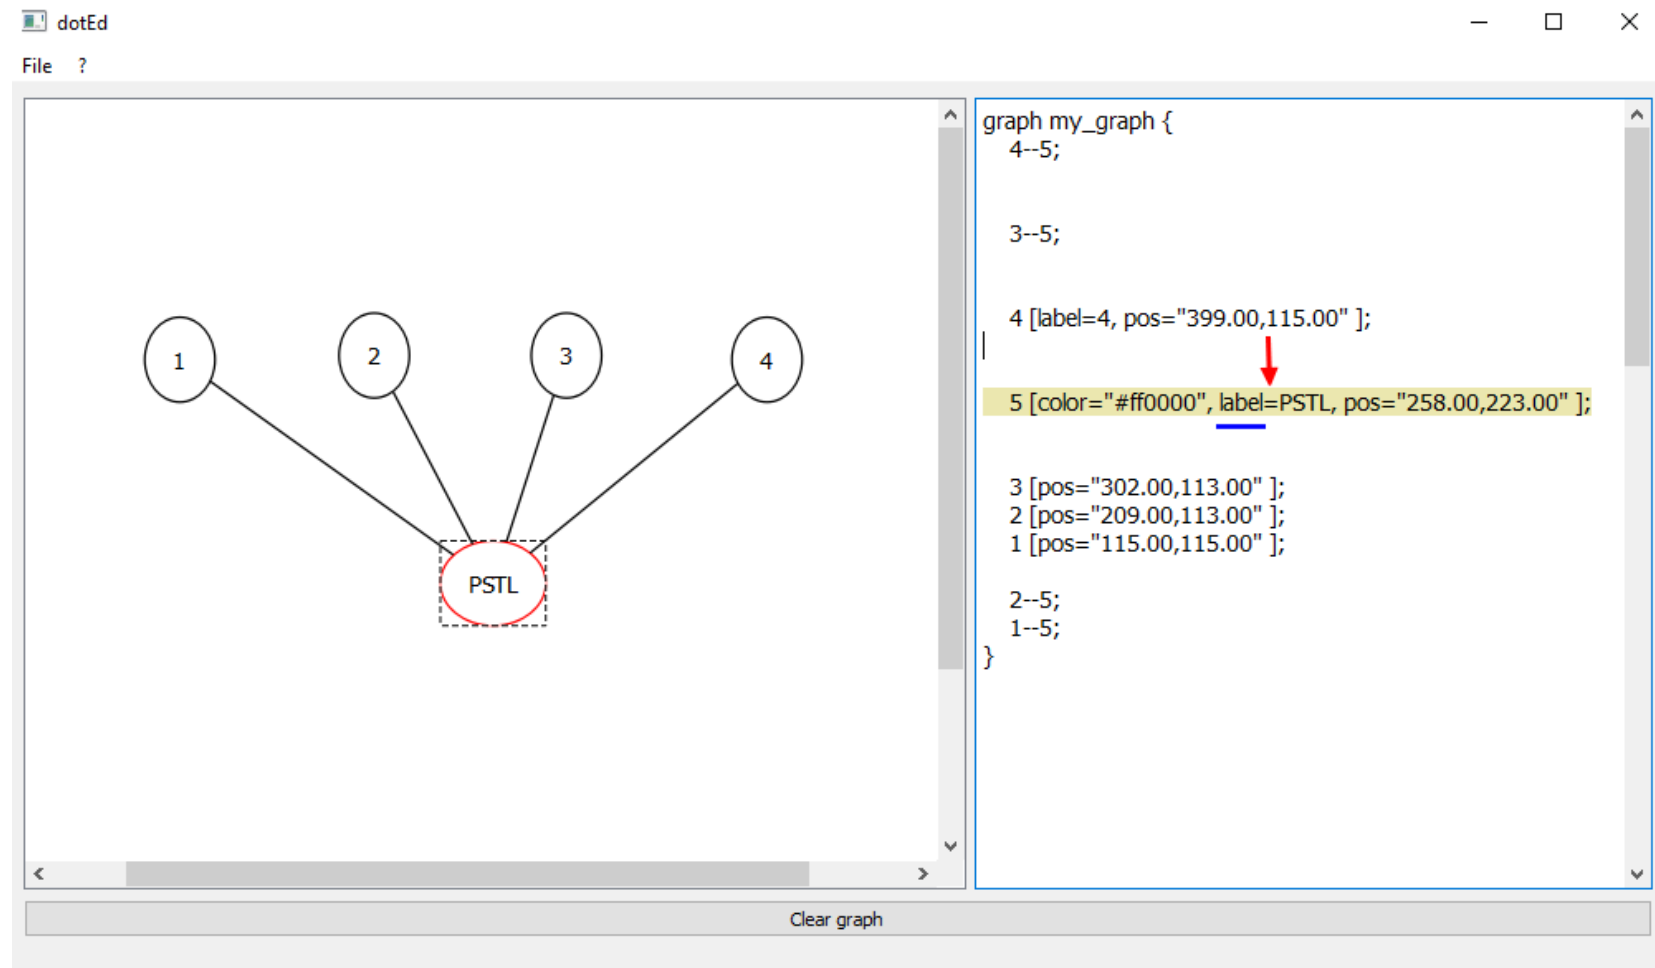 dotEd
File ?
1
2
3
4
PSTL
graph my_graph {
4--5;
3--5;
4 [label=4, pos="399.00,115.00" ];
5 [color="#ff0000", label=PSTL, pos="258.00,223.00" ];
3 [pos="302.00,113.00" ];
2 [pos="209.00,113.00" ];
1 [pos="115.00,115.00" ];
2--5;
1--5;
}
Clear graph